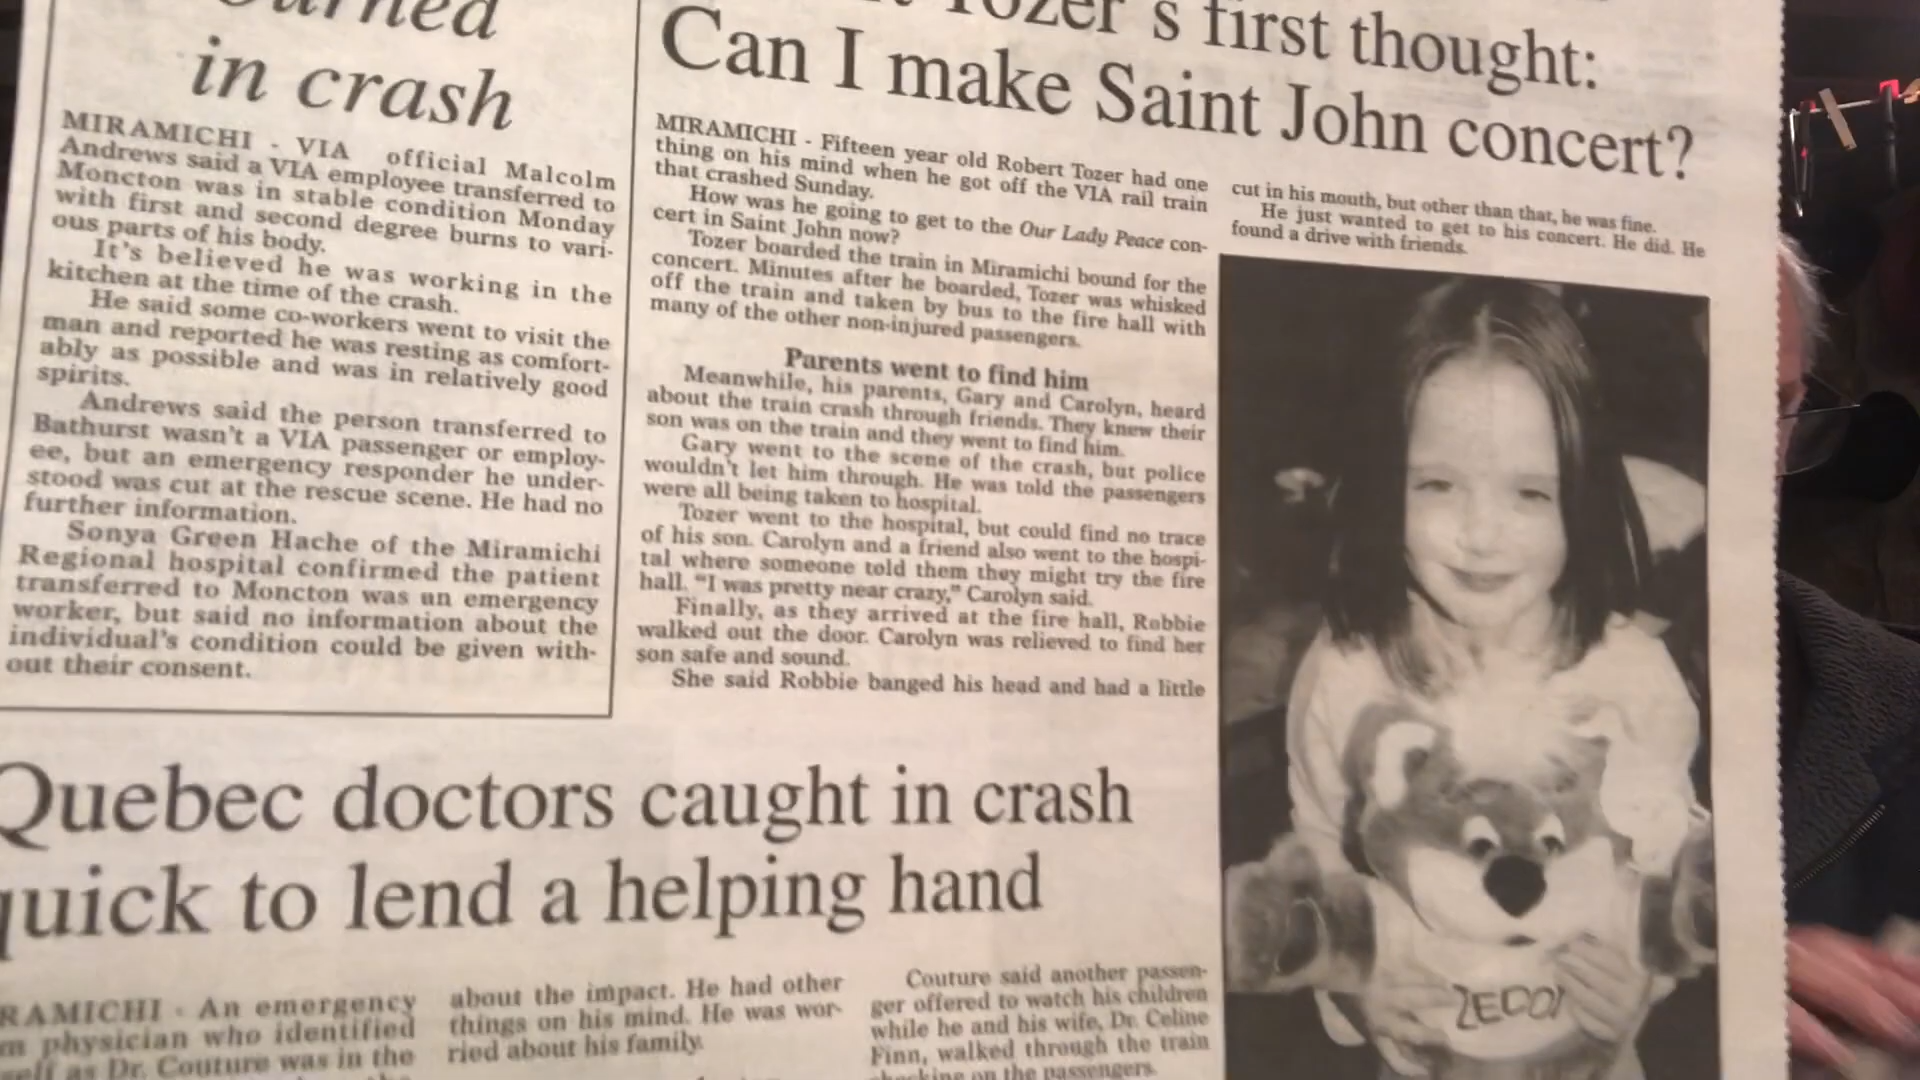 in crash
MIRAMICHI - VIA official Malcolm
Andrews said a VIA employee transferred to
Moncton was in stable condition Monday
with first and second degree burns to vari-
ous parts of his body.
It's believed he was working in the
kitchen at the time of the crash.
He said some co-workers went to visit the
man and reported he was resting as comfort-
ably as possible and was in relatively good
spirits.
Andrews said the person transferred to
Bathurst wasn't a VIA passenger or employ-
ee, but an emergency responder he under-
stood was cut at the rescue scene. He had no
further information.
Sonya Green Hache of the Miramichi
Regional hospital confirmed the patient
transferred to Moncton was an emergency
worker, but said no information about the
individual's condition could be given with-
out their consent.
Tozer's first thought:
Can I make Saint John concert?
MIRAMICHI - Fifteen year old Robert Tozer had one
thing on his mind when he got off the VIA rail train
that crashed Sunday.
How was he going to get to the Our Lady Peace con-
cert in Saint John now?
Tozer boarded the train in Miramichi bound for the
concert. Minutes after he boarded, Tozer was whisked
off the train and taken by bus to the fire hall with
many of the other non-injured passengers.
Parents went to find him
Meanwhile, his parents, Gary and Carolyn, heard
about the train crash through friends. They knew their
son was on the train and they went to find him.
Gary went to the scene of the crash, but police
wouldn't let him through. He was told the passengers
were all being taken to hospital.
Tozer went to the hospital, but could find no trace
of his son. Carolyn and a friend also went to the hospi-
tal where someone told them they might try the fire
hall. "I was pretty near crazy," Carolyn said.
Finally, as they arrived at the fire hall, Robbie
walked out the door. Carolyn was relieved to find her
son safe and sound.
She said Robbie banged his head and had a little
cut in his mouth, but other than that, he was fine.
He just wanted to get to his concert. He did. He
found a drive with friends.
Quebec doctors caught in crash
quick to lend a helping hand
RAMICHI - An emergency
physician who identified
as Dr. Couture was in the
about the impact. He had other
things on his mind. He was wor-
ried about his family.
Couture said another passen-
ger offered to watch his children
while he and his wife, Dr. Celine
Finn, walked through the train
on the passengers.